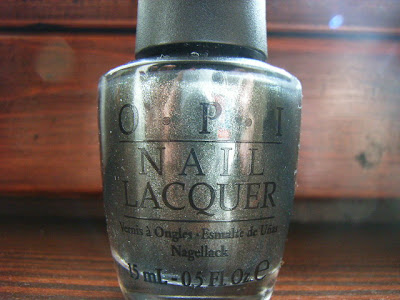 O · P · I
NAIL
LACQUER
Vernis à Ongles · Esmalte de Uñas
Nagellack
15 mL - 0.5 Fl. Oz. ℮